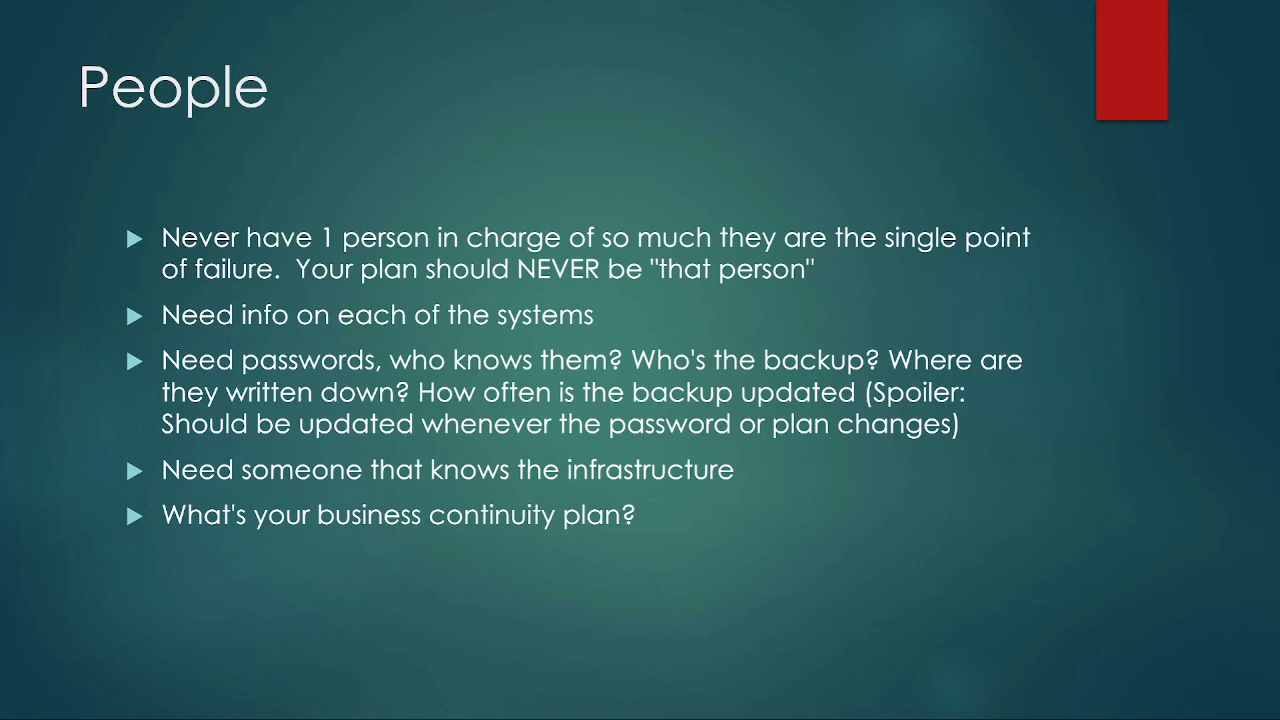 People
Never have 1 person in charge of so much they are the single point
of failure.  Your plan should NEVER be "that person"
Need info on each of the systems
Need passwords, who knows them? Who's the backup? Where are
they written down? How often is the backup updated (Spoiler:
Should be updated whenever the password or plan changes)
Need someone that knows the infrastructure
What's your business continuity plan?